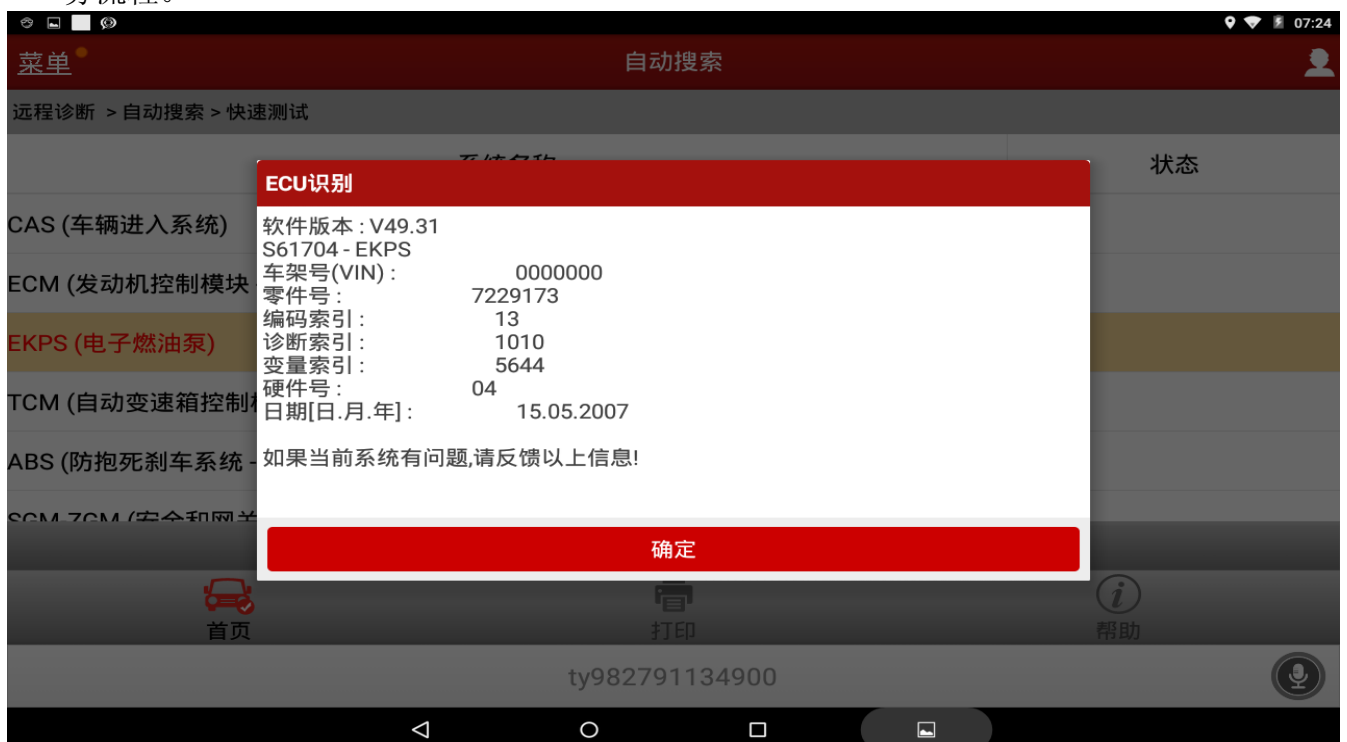 07:24
菜单
自动搜索
远程诊断 > 自动搜索 > 快速测试
系统名称
状态
ECU识别
CAS (车辆进入系统)
ECM (发动机控制模块
EKPS (电子燃油泵)
TCM (自动变速箱控制
ABS (防抱死刹车系统 -
软件版本 : V49.31
S61704 - EKPS
车架号(VIN) : 0000000
零件号 : 7229173
编码索引 : 13
诊断索引 : 1010
变量索引 : 5644
硬件号 : 04
日期[日.月.年] : 15.05.2007
如果当前系统有问题,请反馈以上信息!
确定
首页
打印
帮助
ty982791134900